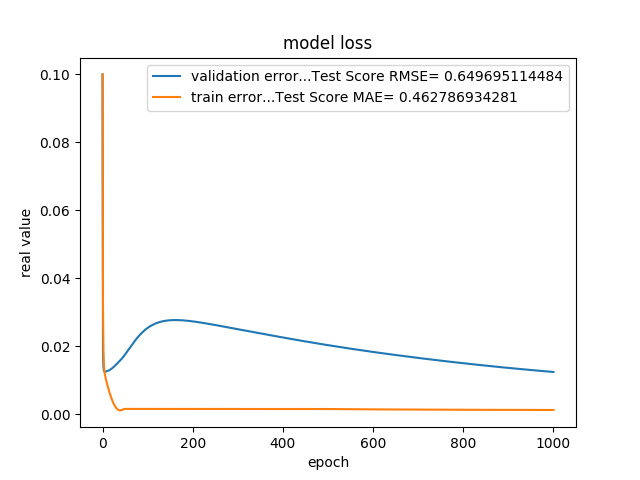 model loss
validation error...Test Score RMSE= 0.649695114484
train error...Test Score MAE= 0.462786934281
real value
0.10
0.08
0.06
0.04
0.02
0.00
0 200 400 600 800 1000
epoch